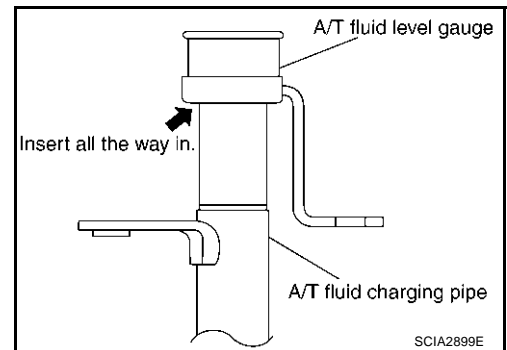 A/T fluid level gauge
Insert all the way in.
A/T fluid charging pipe
SCIA2899E